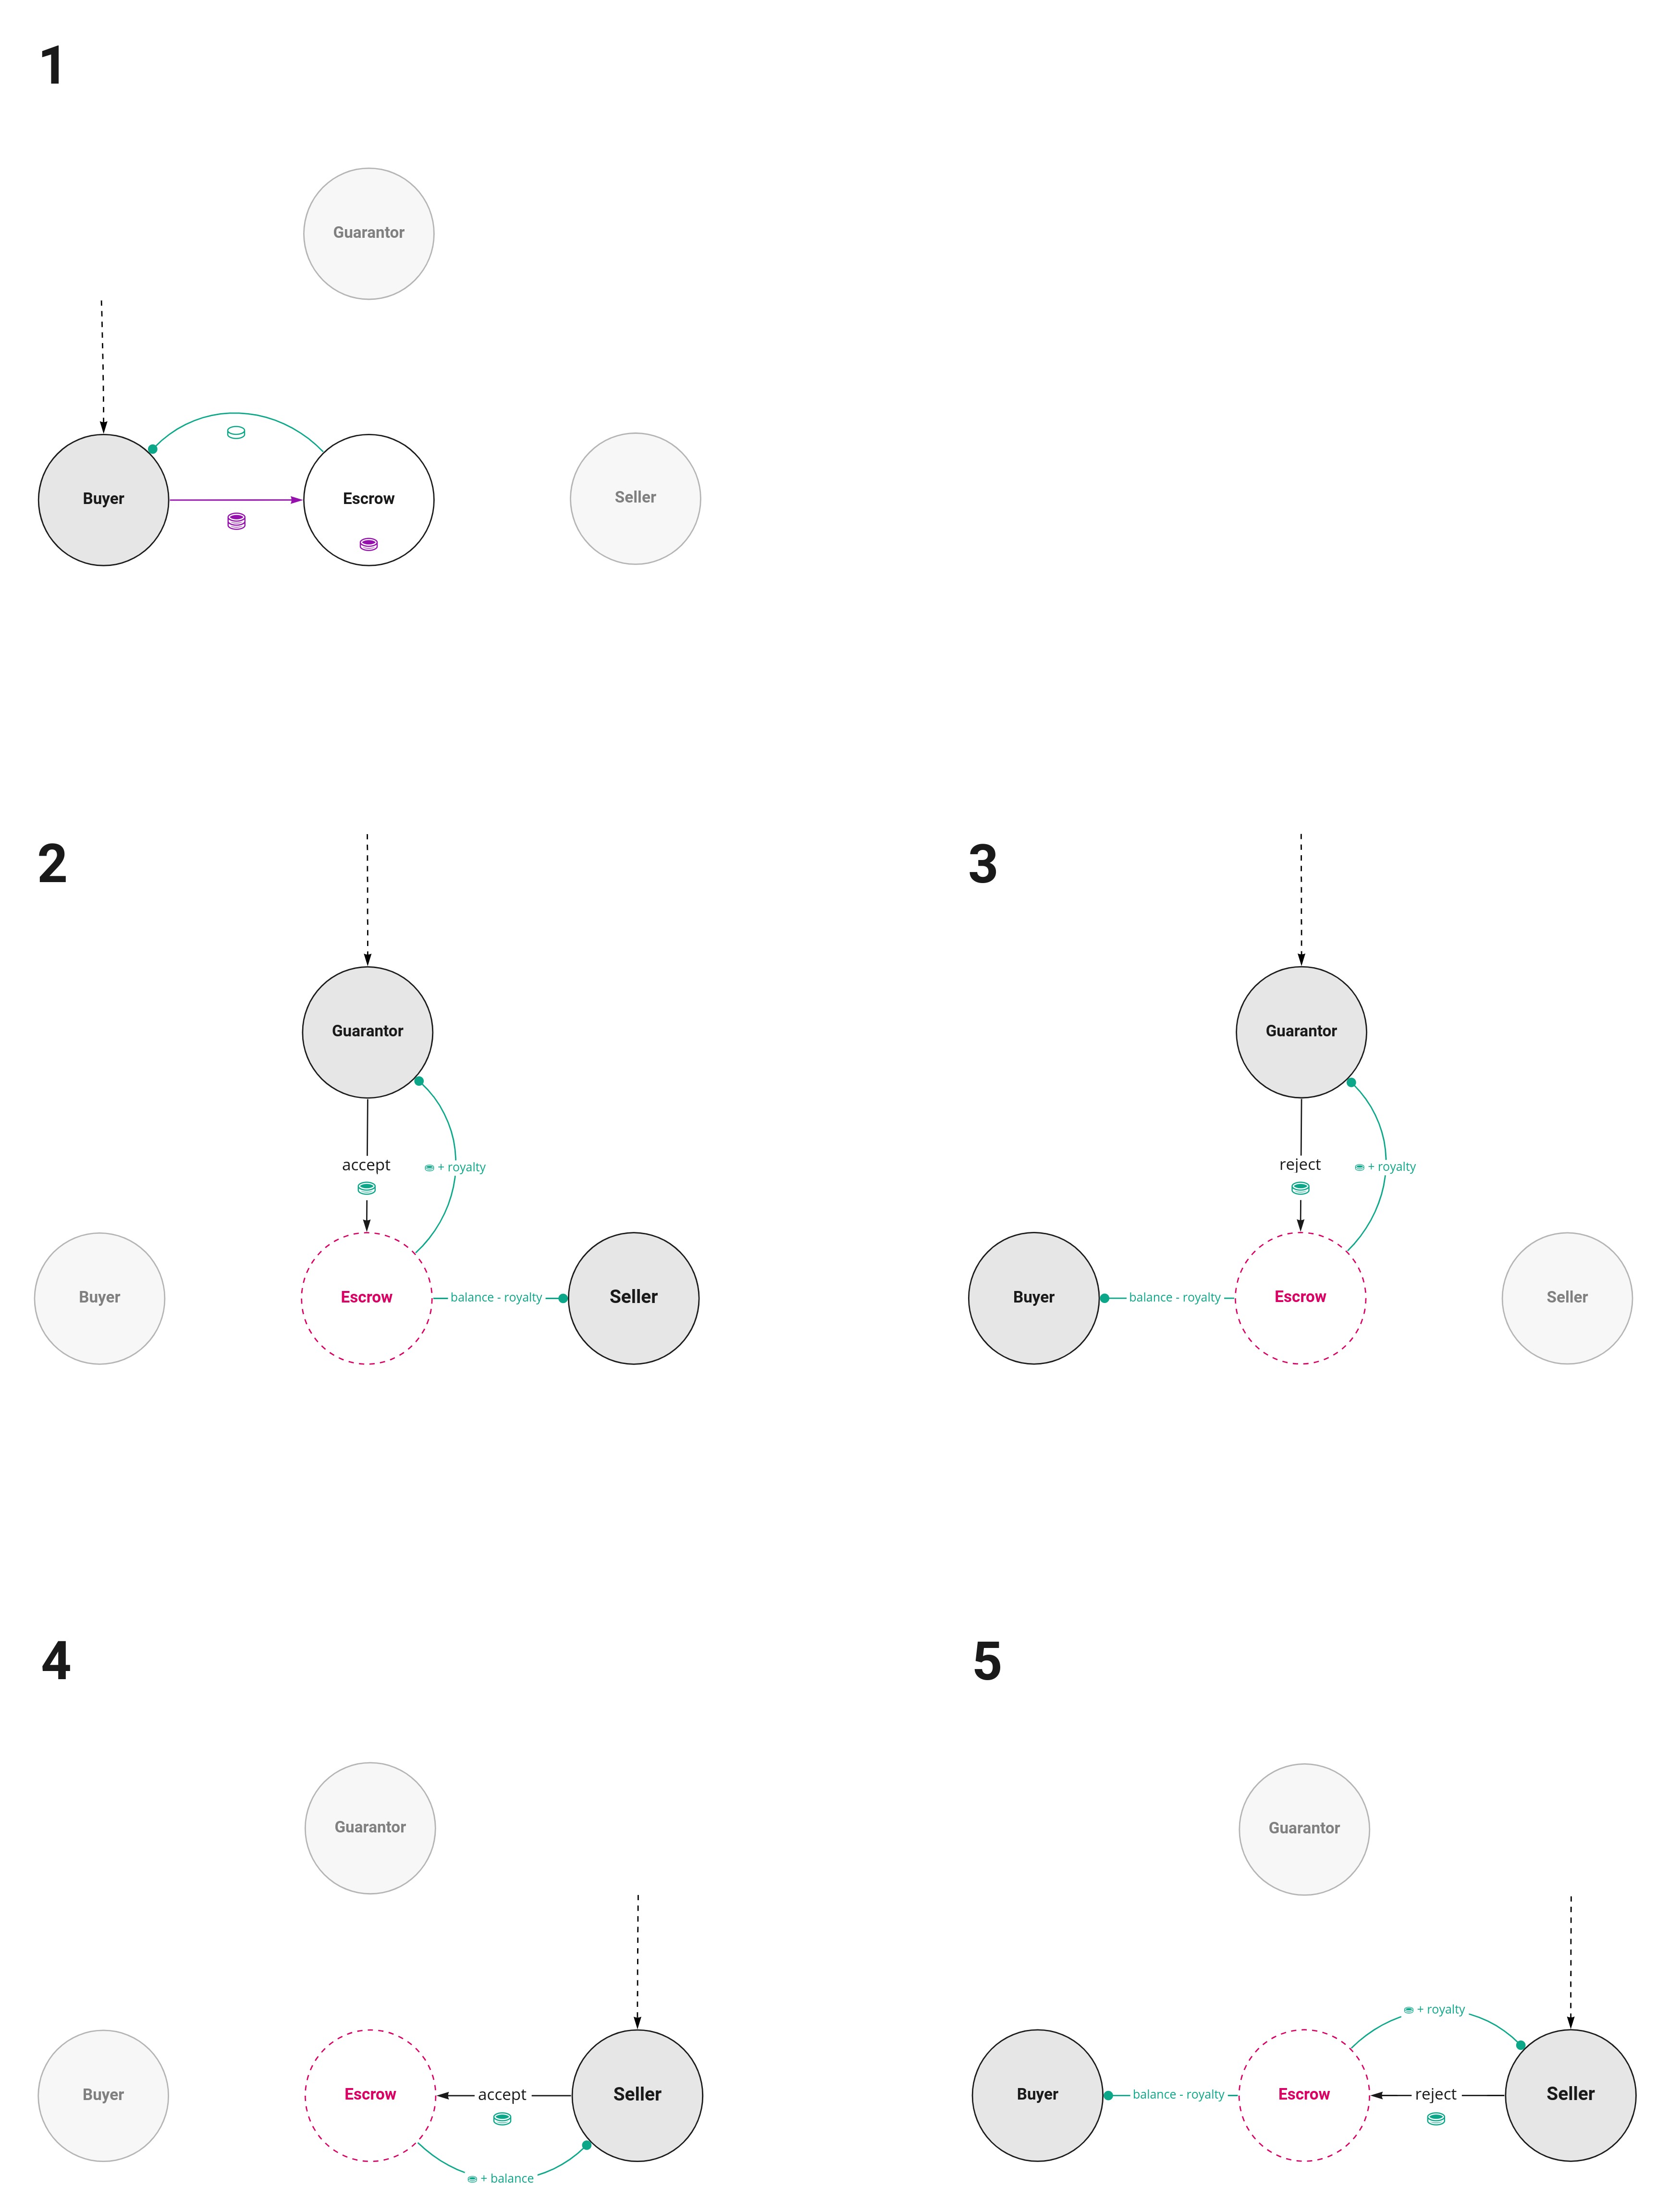 1
Guarantor
Buyer
Escrow
Seller
2
Guarantor
accept
+ royalty
Buyer
Escrow
balance - royalty
Seller
3
Guarantor
reject
+ royalty
Buyer
balance - royalty
Escrow
Seller
4
Guarantor
Buyer
Escrow
accept
Seller
+ balance
5
Guarantor
+ royalty
Buyer
balance - royalty
Escrow
reject
Seller